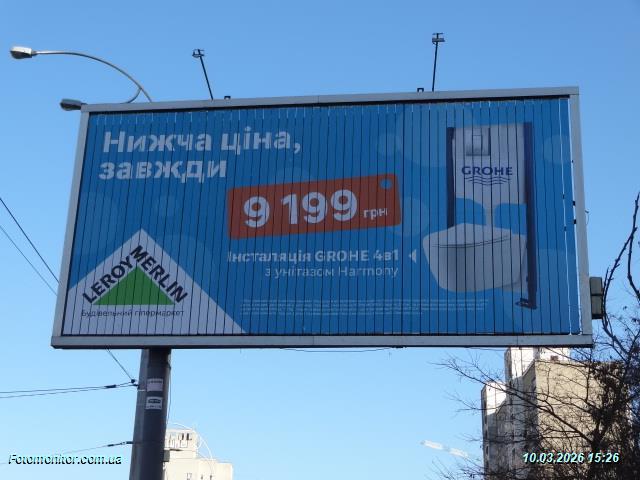 Нижча ціна,
завжди
9 199 грн
GROHE
Інсталяція GROHE 4в1
з унітазом Harmony
LEROY MERLIN
Будівельний гіпермаркет
Fotomonitor.com.ua
10.03.2026 15:26